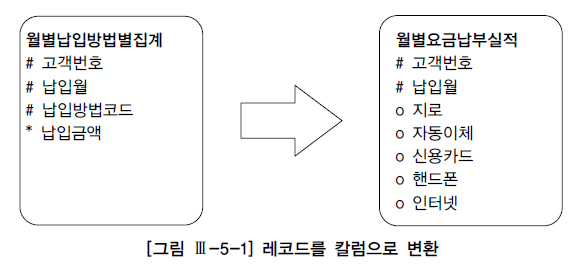 월별납입방법별집계
# 고객번호
# 납입월
# 납입방법코드
* 납입금액
월별요금납부실적
# 고객번호
# 납입월
o 지로
o 자동이체
o 신용카드
o 핸드폰
o 인터넷
[그림 Ⅲ-5-1] 레코드를 칼럼으로 변환